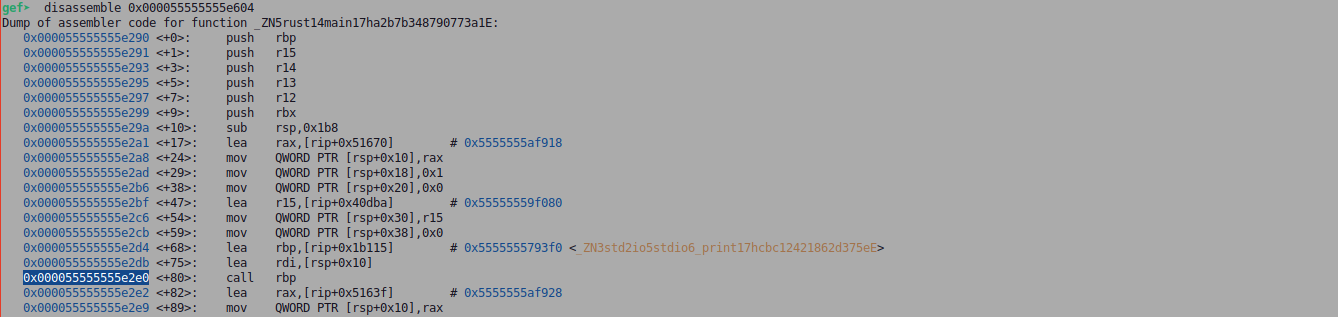 gef➤  disassemble 0x000055555555e604
Dump of assembler code for function _ZN5rust14main17ha2b7b348790773a1E:
   0x000055555555e290 <+0>:	push   rbp
   0x000055555555e291 <+1>:	push   r15
   0x000055555555e293 <+3>:	push   r14
   0x000055555555e295 <+5>:	push   r13
   0x000055555555e297 <+7>:	push   r12
   0x000055555555e299 <+9>:	push   rbx
   0x000055555555e29a <+10>:	sub    rsp,0x1b8
   0x000055555555e2a1 <+17>:	lea    rax,[rip+0x51670]        # 0x5555555af918
   0x000055555555e2a8 <+24>:	mov    QWORD PTR [rsp+0x10],rax
   0x000055555555e2ad <+29>:	mov    QWORD PTR [rsp+0x18],0x1
   0x000055555555e2b6 <+38>:	mov    QWORD PTR [rsp+0x20],0x0
   0x000055555555e2bf <+47>:	lea    r15,[rip+0x40dba]        # 0x55555559f080
   0x000055555555e2c6 <+54>:	mov    QWORD PTR [rsp+0x30],r15
   0x000055555555e2cb <+59>:	mov    QWORD PTR [rsp+0x38],0x0
   0x000055555555e2d4 <+68>:	lea    rbp,[rip+0x1b115]        # 0x5555555793f0 <_ZN3std2io5stdio6_print17hcbc12421862d375eE>
   0x000055555555e2db <+75>:	lea    rdi,[rsp+0x10]
   0x000055555555e2e0 <+80>:	call   rbp
   0x000055555555e2e2 <+82>:	lea    rax,[rip+0x5163f]        # 0x5555555af928
   0x000055555555e2e9 <+89>:	mov    QWORD PTR [rsp+0x10],rax